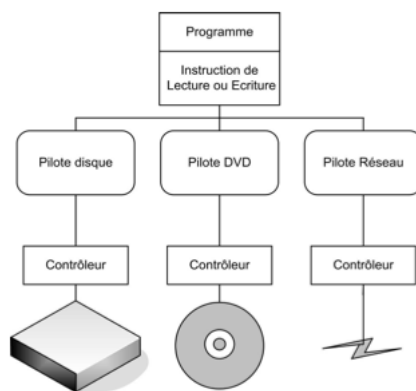 Programme
Instruction de
Lecture ou Ecriture
Pilote disque
Pilote DVD
Pilote Réseau
Contrôleur
Contrôleur
Contrôleur